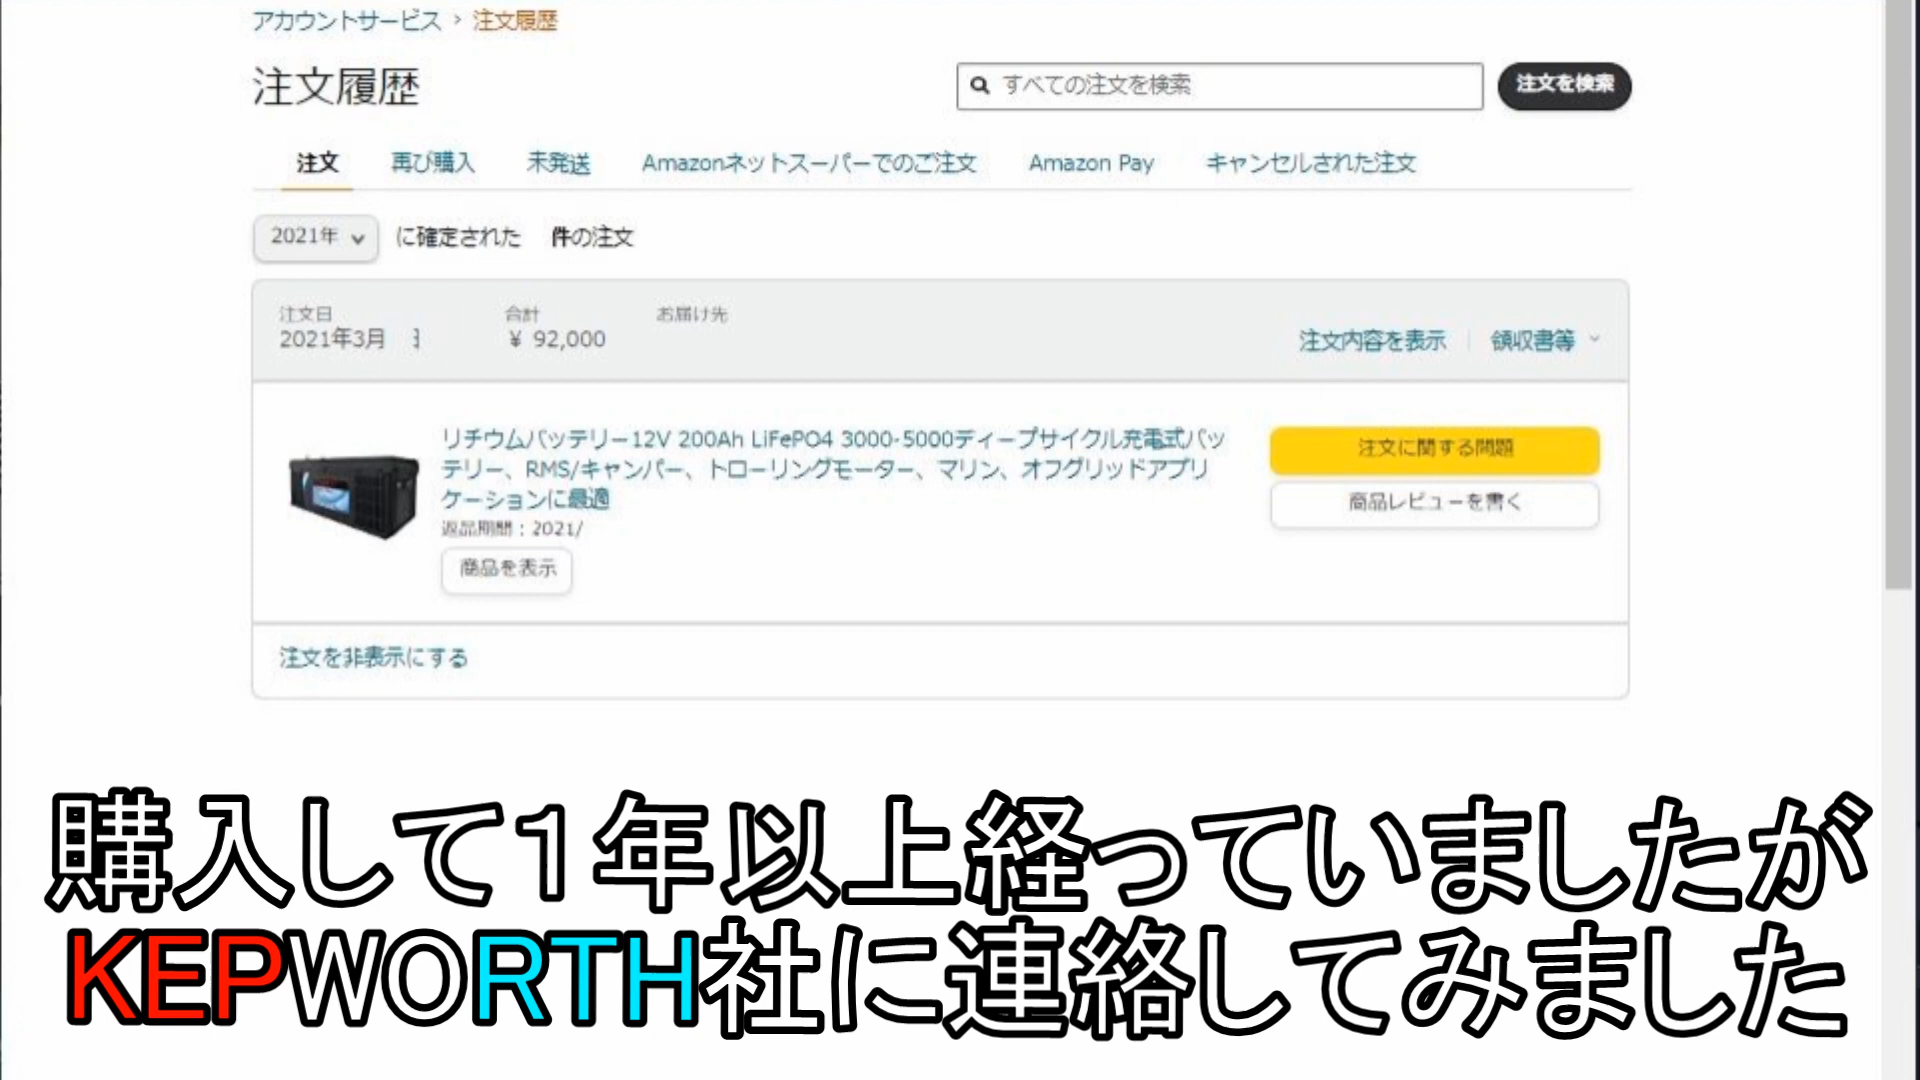 アカウントサービス › 注文履歴
注文履歴
すべての注文を検索
注文を検索
注文 再び購入 未発送 Amazonネットスーパーでのご注文 Amazon Pay キャンセルされた注文
2021年 に確定された 件の注文
注文日 合計 お届け先
2021年3月 ¥ 92,000
注文内容を表示 領収書等
リチウムバッテリー12V 200Ah LiFePO4 3000-5000ディープサイクル充電式バッ
テリー、RMS/キャンパー、トローリングモーター、マリン、オフグリッドアプリ
ケーションに最適
返品期間：2021/
商品を表示
注文に関する問題
商品レビューを書く
注文を非表示にする
購入して1年以上経っていましたが
KEPWORTH社に連絡してみました